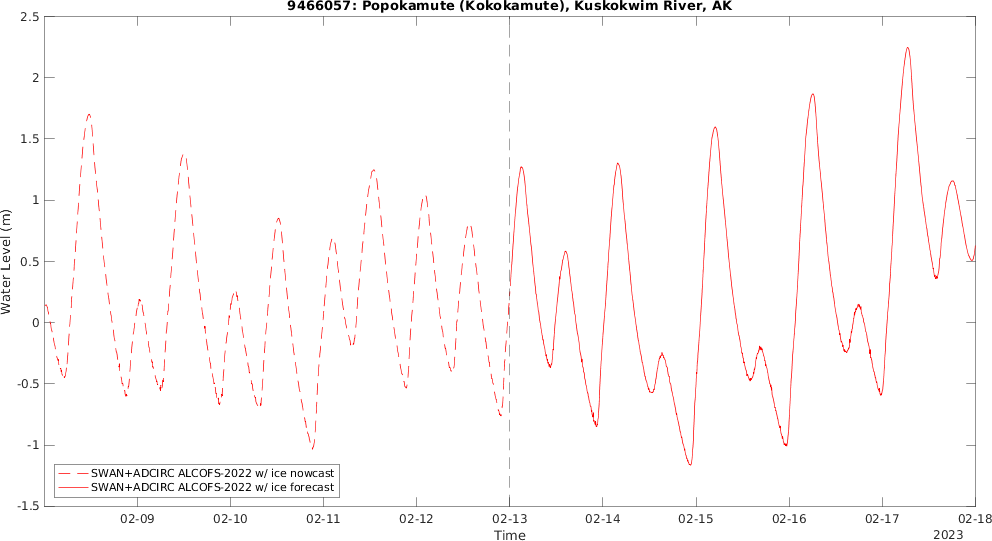 9466057: Popokamute (Kokokamute), Kuskokwim River, AK
2.5
2
1.5
1
0.5
0
-0.5
-1
-1.5
Water Level (m)
SWAN+ADCIRC ALCOFS-2022 w/ ice nowcast
SWAN+ADCIRC ALCOFS-2022 w/ ice forecast
02-09 02-10 02-11 02-12 02-13 02-14 02-15 02-16 02-17 02-18
Time
2023